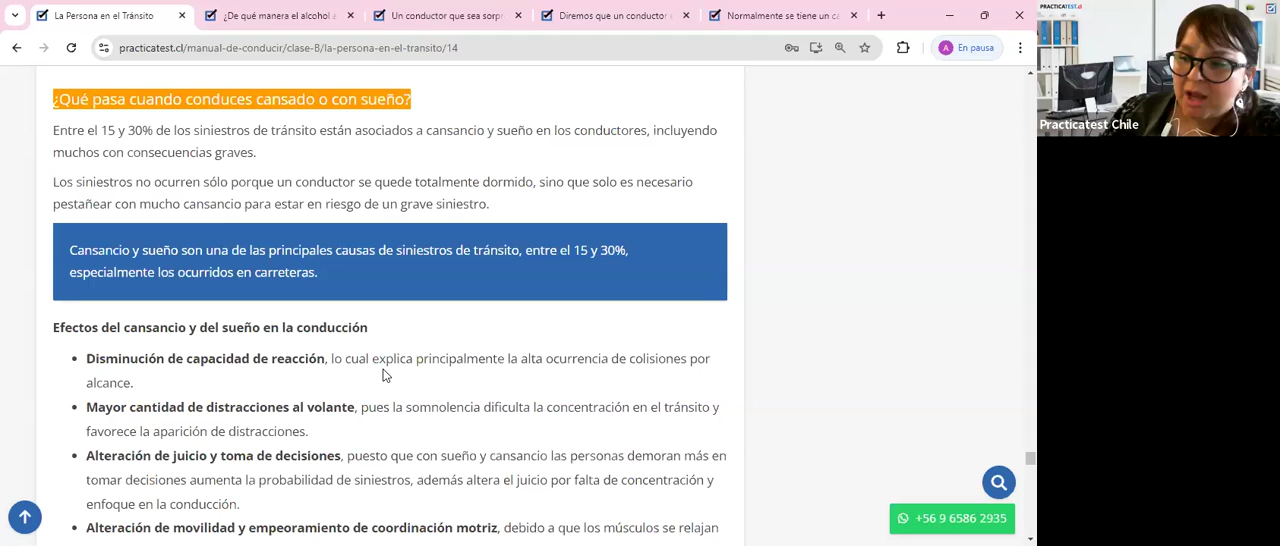 La Persona en el Tránsito
¿De qué manera el alcohol a
Un conductor que sea sorpr
Diremos que un conductor e
Normalmente se tiene un ca
practicatest.cl/manual-de-conducir/clase-B/la-persona-en-el-transito/14
A
En pausa
PRACTICATEST.cl
Practicatest Chile
¿Qué pasa cuando conduces cansado o con sueño?
Entre el 15 y 30% de los siniestros de tránsito están asociados a cansancio y sueño en los conductores, incluyendo
muchos con consecuencias graves.
Los siniestros no ocurren sólo porque un conductor se quede totalmente dormido, sino que solo es necesario
pestañear con mucho cansancio para estar en riesgo de un grave siniestro.
Cansancio y sueño son una de las principales causas de siniestros de tránsito, entre el 15 y 30%,
especialmente los ocurridos en carreteras.
Efectos del cansancio y del sueño en la conducción
Disminución de capacidad de reacción, lo cual explica principalmente la alta ocurrencia de colisiones por
alcance.
Mayor cantidad de distracciones al volante, pues la somnolencia dificulta la concentración en el tránsito y
favorece la aparición de distracciones.
Alteración de juicio y toma de decisiones, puesto que con sueño y cansancio las personas demoran más en
tomar decisiones aumenta la probabilidad de siniestros, además altera el juicio por falta de concentración y
enfoque en la conducción.
Alteración de movilidad y empeoramiento de coordinación motriz, debido a que los músculos se relajan
+56 9 6586 2935